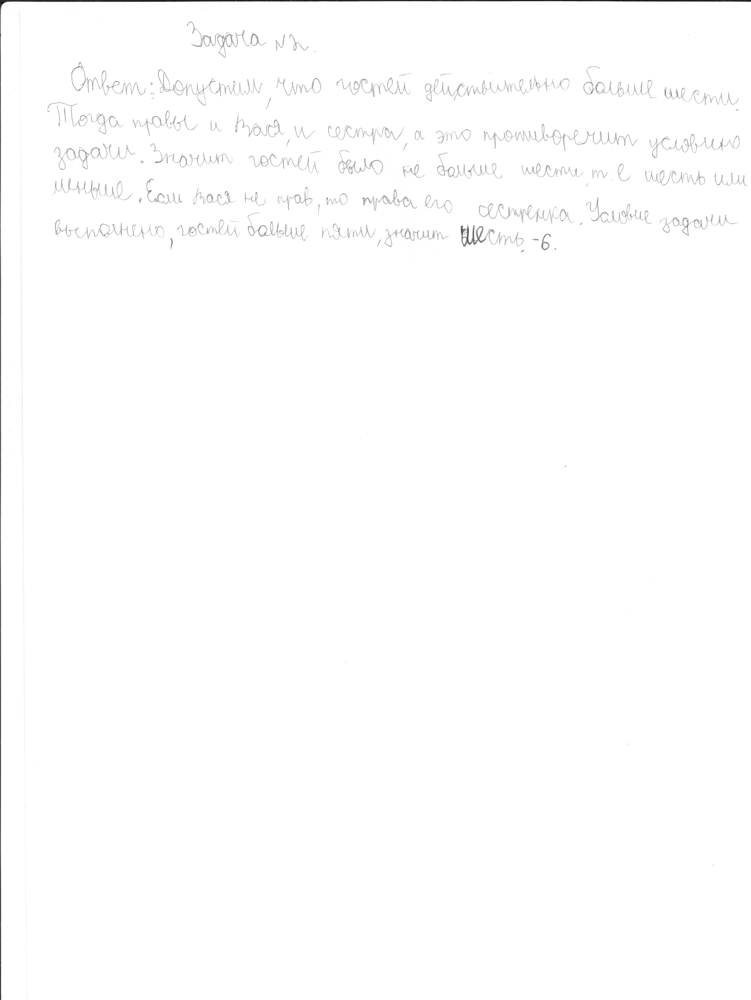 Задача №2.
Ответ: Допустим, что гостей действительно больше шести.
Тогда правы и Вася, и сестра, а это противоречит условию
задачи. Значит гостей было не больше шести, т.е шесть или
меньше. Если Вася не прав, то права его сестренка. Условие задачи
выполнено, гостей больше пяти, значит шесть. -6.